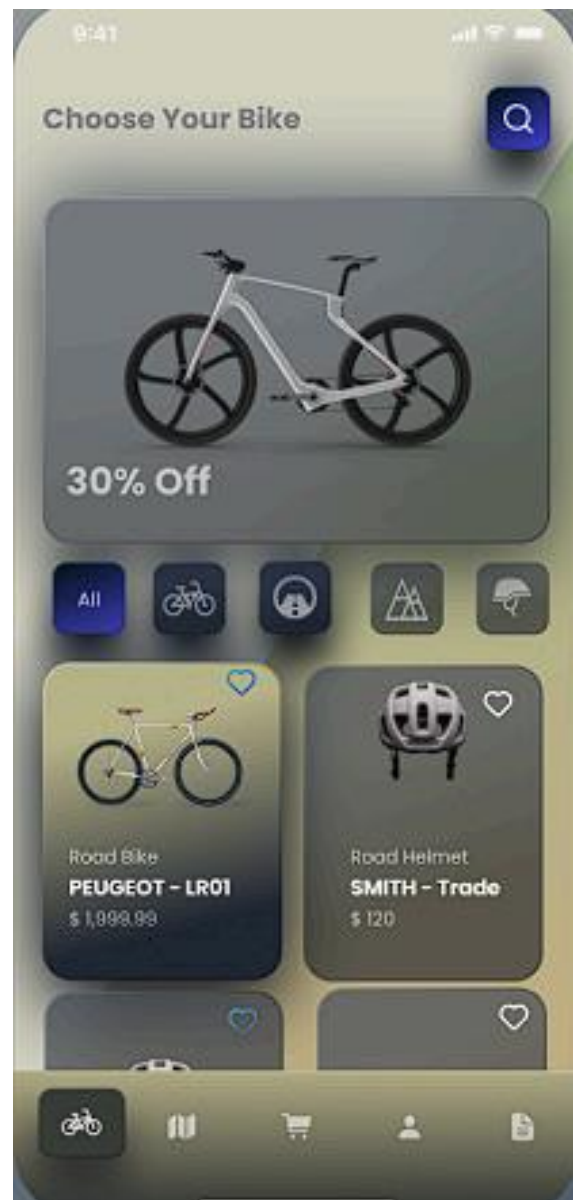 9:41
Choose Your Bike
30% Off
All
Road Bike
PEUGEOT - LR01
$ 1,999.99
Road Helmet
SMITH - Trade
$ 120